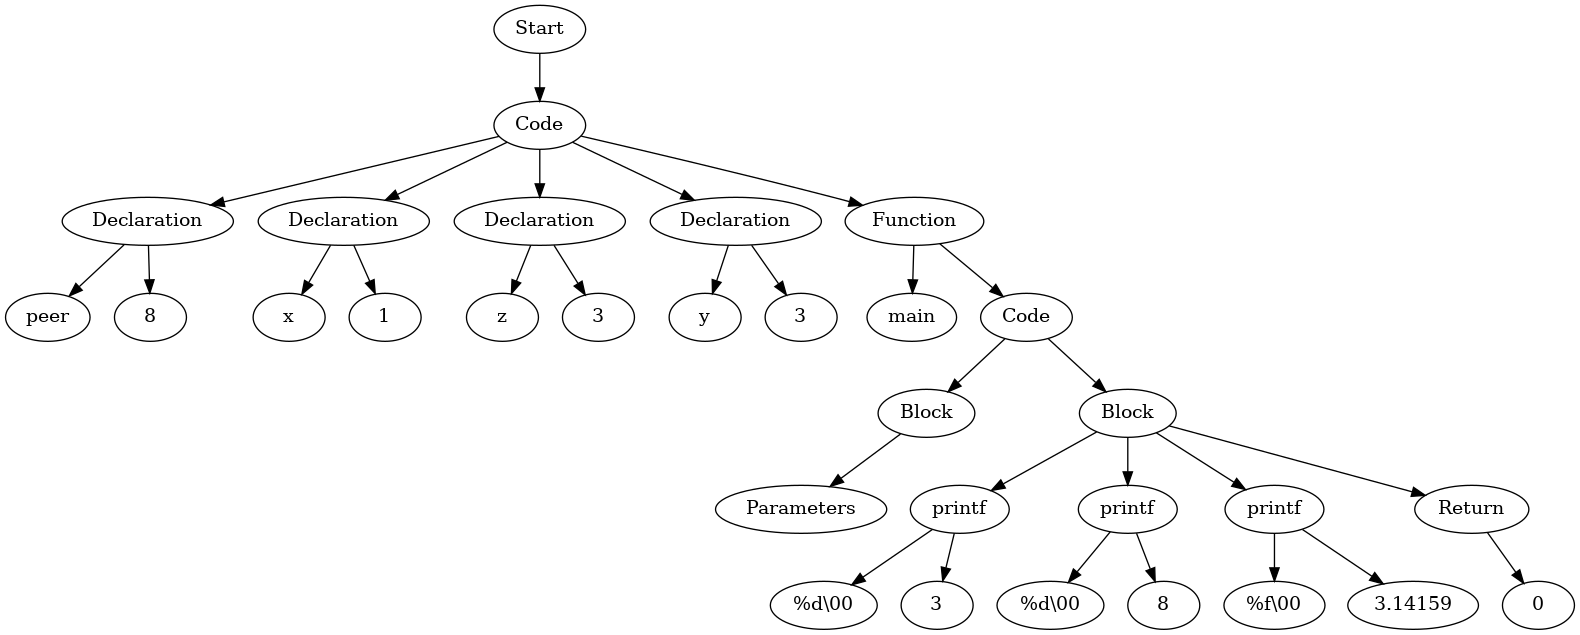 Start
Code
Declaration Declaration Declaration Declaration Function
peer 8 x 1 z 3 y 3 main Code
Block Block
Parameters printf printf printf Return
%d\00 3 %d\00 8 %f\00 3.14159 0